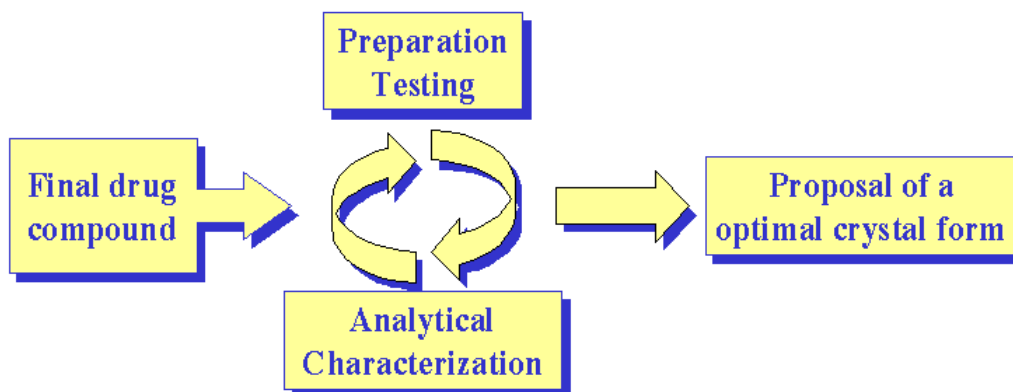 Preparation
Testing
Final drug
compound
Proposal of a
optimal crystal form
Analytical
Characterization